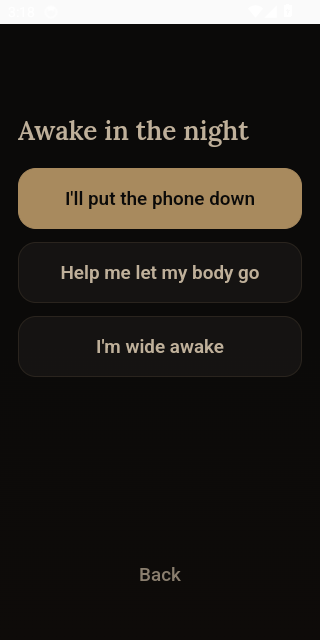 Awake in the night
I'll put the phone down
Help me let my body go
I'm wide awake
Back